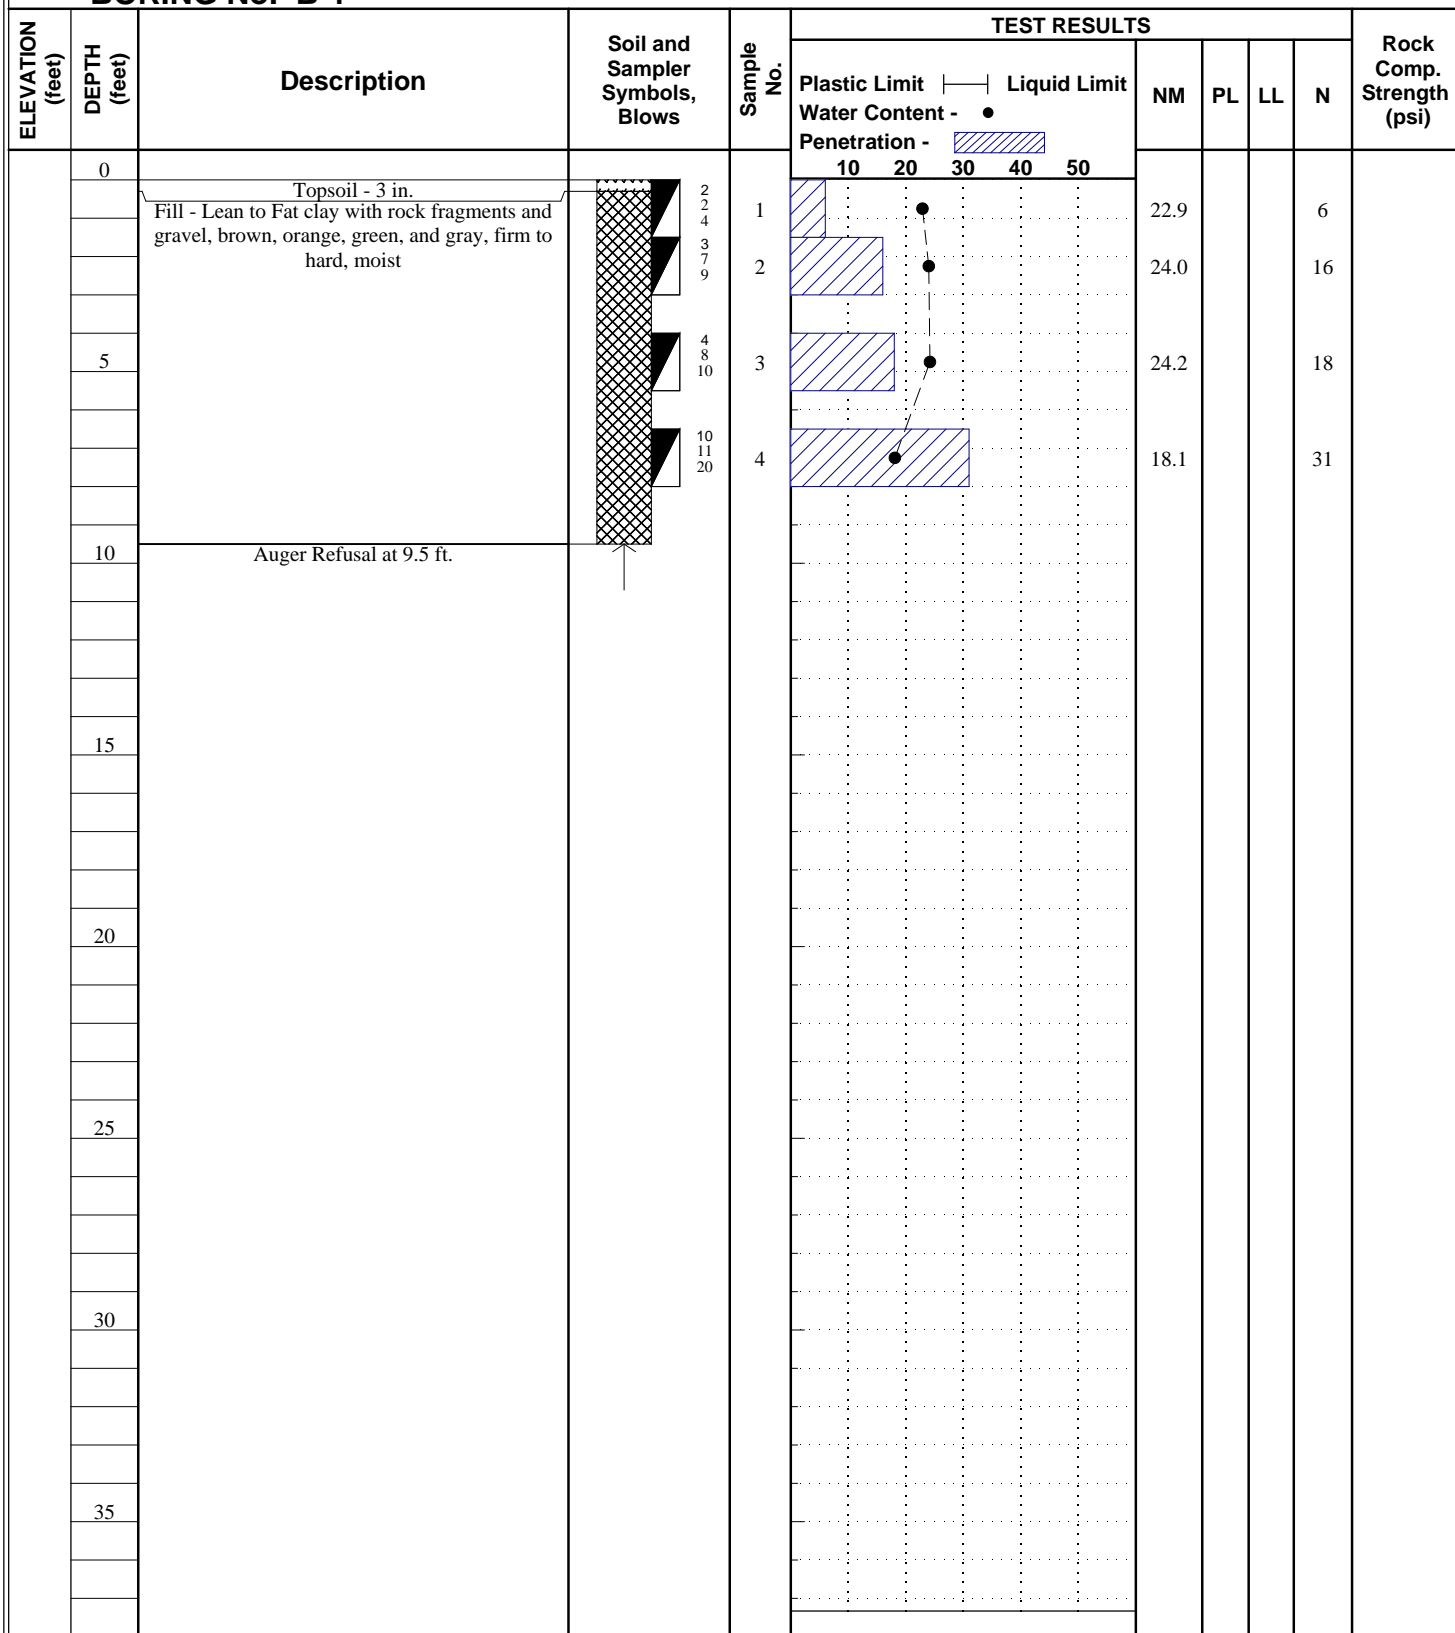 TEST RESULTS
ELEVATION (feet)
DEPTH (feet)
Description
Soil and
Sampler
Symbols,
Blows
Sample No.
Plastic Limit Liquid Limit
Water Content -
Penetration -
10 20 30 40 50
NM PL LL N
Rock
Comp.
Strength
(psi)
0
Topsoil - 3 in.
Fill - Lean to Fat clay with rock fragments and
gravel, brown, orange, green, and gray, firm to
hard, moist
2
2
4
1 22.9 6
3
7
9
2 24.0 16
5
4
8
10
3 24.2 18
10
11
20
4 18.1 31
10
Auger Refusal at 9.5 ft.
15
20
25
30
35